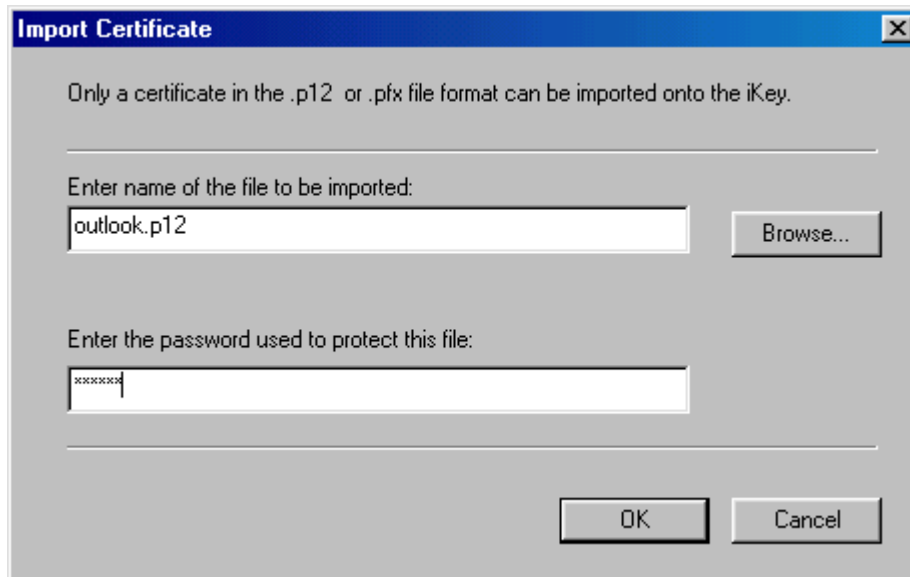 Import Certificate
Only a certificate in the .p12 or .pfx file format can be imported onto the iKey.
Enter name of the file to be imported:
outlook.p12
Browse...
Enter the password used to protect this file:
xxxxxx
OK
Cancel